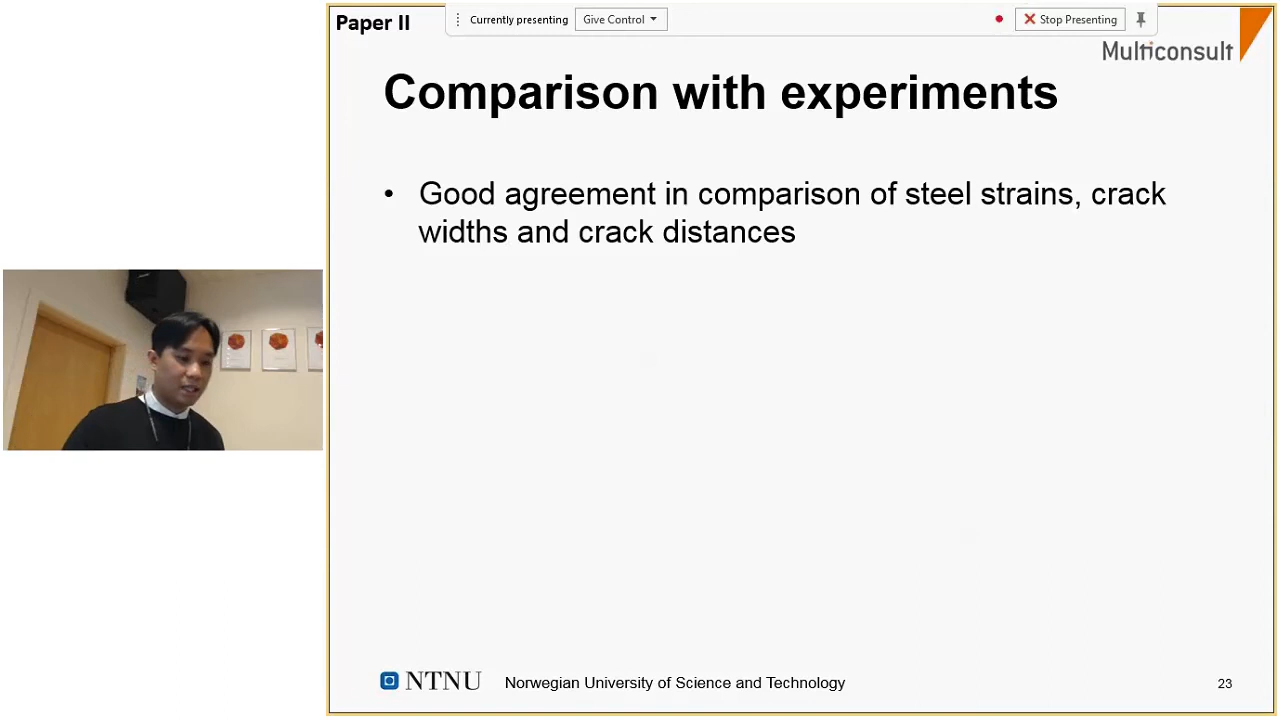 Paper II
Currently presenting
Give Control
Stop Presenting
Multiconsult
Comparison with experiments
• Good agreement in comparison of steel strains, crack
widths and crack distances
NTNU
Norwegian University of Science and Technology
23